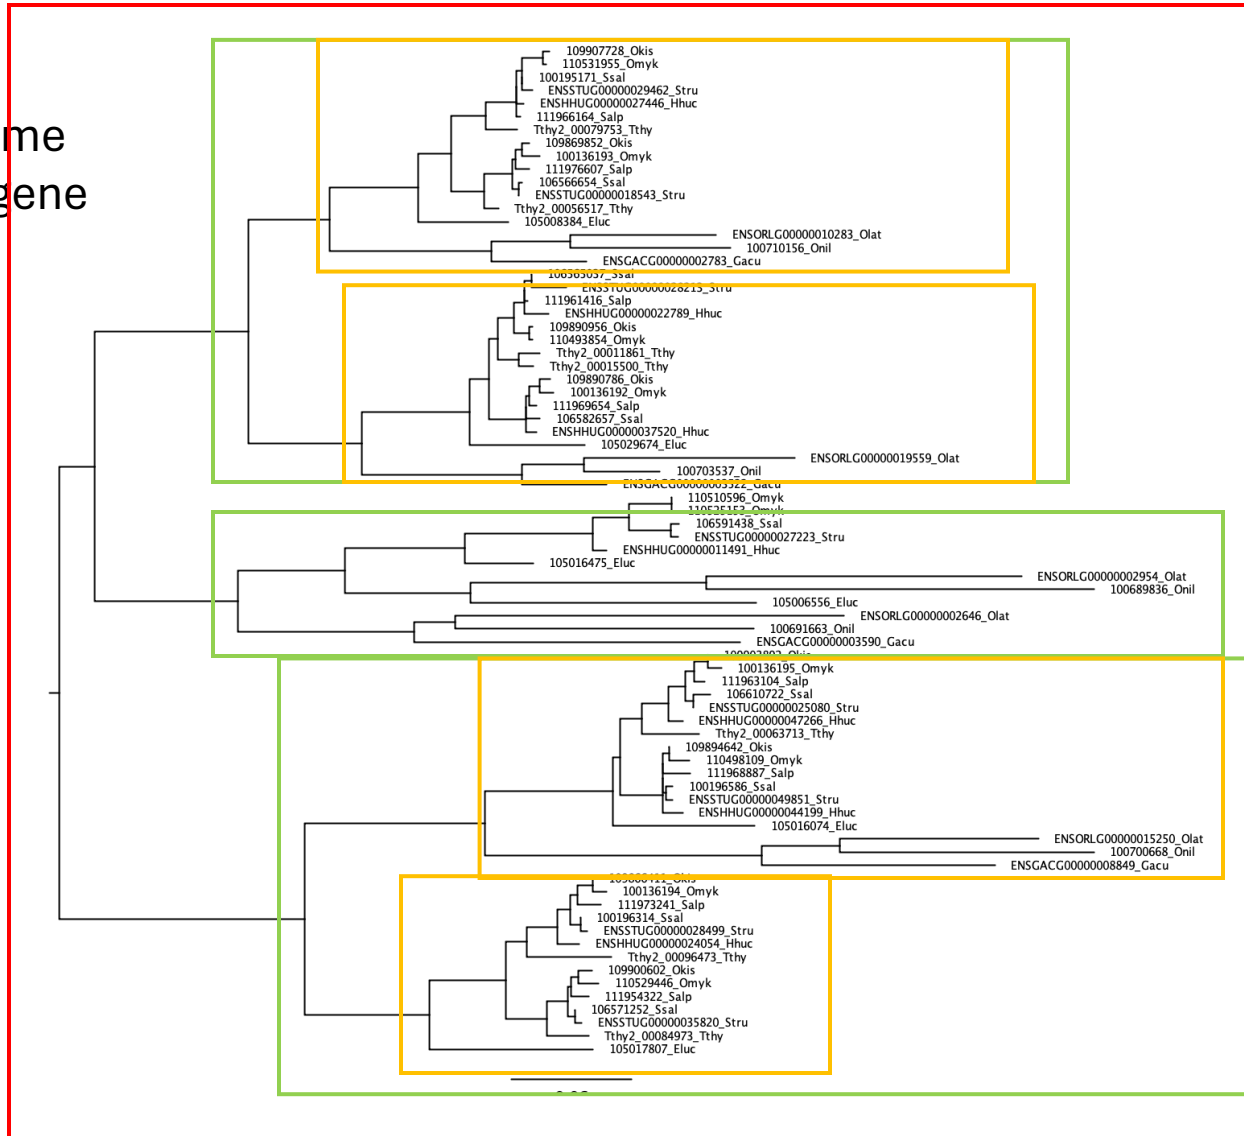 me
gene
109907728_Okis
110531955_Omyk
100195171_Ssal
ENSSTUG00000029462_Stru
ENSHHUG00000027446_Hhuc
111966164_Salp
Tthy2_00079753_Tthy
109869852_Okis
100136193_Omyk
111976607_Salp
106566654_Ssal
ENSSTUG00000018543_Stru
Tthy2_00056517_Tthy
105008384_Eluc
ENSORLG00000010283_Olat
100710156_Onil
ENSGACG00000002783_Gacu
ENSSTUG00000028213_Stru
111961416_Salp
ENSHHUG00000022789_Hhuc
109890956_Okis
110493854_Omyk
Tthy2_00011861_Tthy
Tthy2_00015500_Tthy
109890786_Okis
100136192_Omyk
111969654_Salp
106582657_Ssal
ENSHHUG00000037520_Hhuc
105029674_Eluc
ENSORLG00000019559_Olat
100703537_Onil
110510596_Omyk
106591438_Ssal
ENSSTUG00000027223_Stru
ENSHHUG00000011491_Hhuc
105016475_Eluc
ENSORLG00000002954_Olat
100689836_Onil
105006556_Eluc
ENSORLG00000002646_Olat
100691663_Onil
ENSGACG00000003590_Gacu
100136195_Omyk
111963104_Salp
106610722_Ssal
ENSSTUG00000025080_Stru
ENSHHUG00000047266_Hhuc
Tthy2_00063713_Tthy
109894642_Okis
110498109_Omyk
111968887_Salp
100196586_Ssal
ENSSTUG00000049851_Stru
ENSHHUG00000044199_Hhuc
105016074_Eluc
ENSORLG00000015250_Olat
100700668_Onil
ENSGACG00000008849_Gacu
100136194_Omyk
111973241_Salp
100196314_Ssal
ENSSTUG00000028499_Stru
ENSHHUG00000024054_Hhuc
Tthy2_00096473_Tthy
109900602_Okis
110529446_Omyk
111954322_Salp
106571252_Ssal
ENSSTUG00000035820_Stru
Tthy2_00084973_Tthy
105017807_Eluc